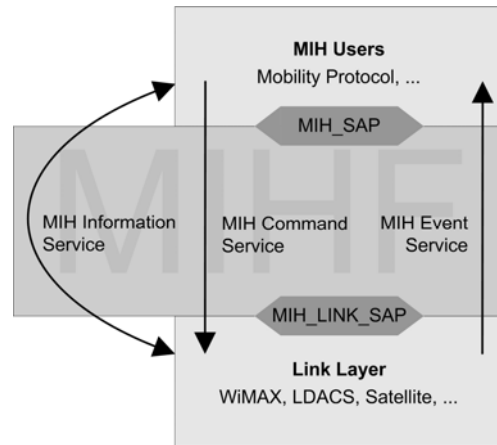 MIH Users
Mobility Protocol, ...
MIH_SAP
MIHF
MIH Information
Service
MIH Command
Service
MIH Event
Service
MIH_LINK_SAP
Link Layer
WiMAX, LDACS, Satellite, ...